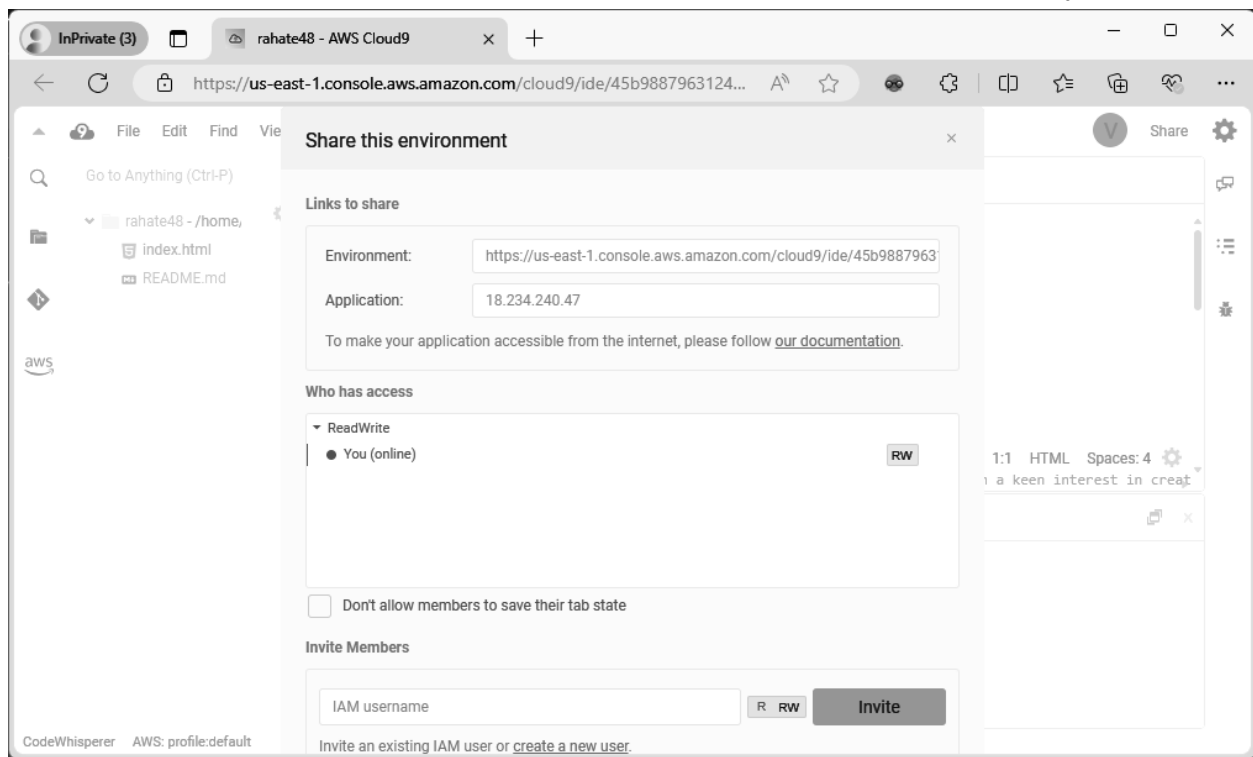 InPrivate (3)
rahate48 - AWS Cloud9
https://us-east-1.console.aws.amazon.com/cloud9/ide/45b9887963124...
File Edit Find Vie
V Share
Share this environment
Go to Anything (Ctrl-P)
rahate48 - /home/
index.html
README.md
aws
Links to share
Environment: https://us-east-1.console.aws.amazon.com/cloud9/ide/45b9887963
Application: 18.234.240.47
To make your application accessible from the internet, please follow our documentation.
Who has access
ReadWrite
You (online) RW
1:1 HTML Spaces: 4
a keen interest in creat
Don't allow members to save their tab state
Invite Members
IAM username R RW Invite
Invite an existing IAM user or create a new user.
CodeWhisperer AWS: profile:default